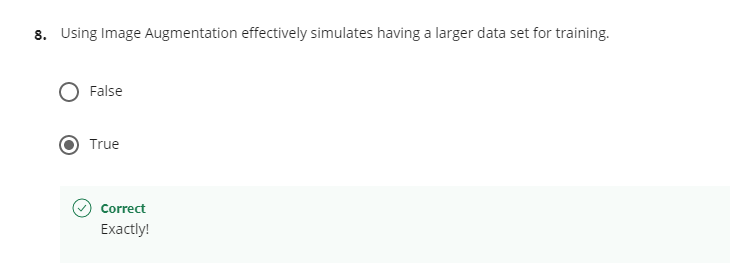 8. Using Image Augmentation effectively simulates having a larger data set for training.
False
True
Correct
Exactly!